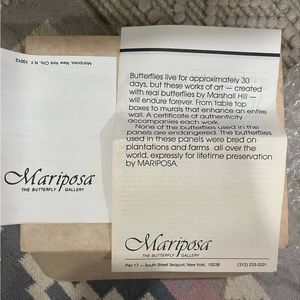 Mariposa, New York City, N.Y. 10012
Mariposa
THE BUTTERFLY GALLERY
Butterflies live for approximately 30
days, but these works of art — created
with real butterflies by Marshall Hill —
will endure forever. From table top
boxes to murals that enhance an entire
wall. A certificate of authenticity
accompanies each work.
None of the butterflies used in the
panels are endangered. The butterflies
used in these panels were bred on
plantations and farms all over the
world, expressly for lifetime preservation
by MARIPOSA.
Mariposa
THE BUTTERFLY GALLERY
Pier 17 — South Street Seaport, New York, 10038 (212) 233-3221